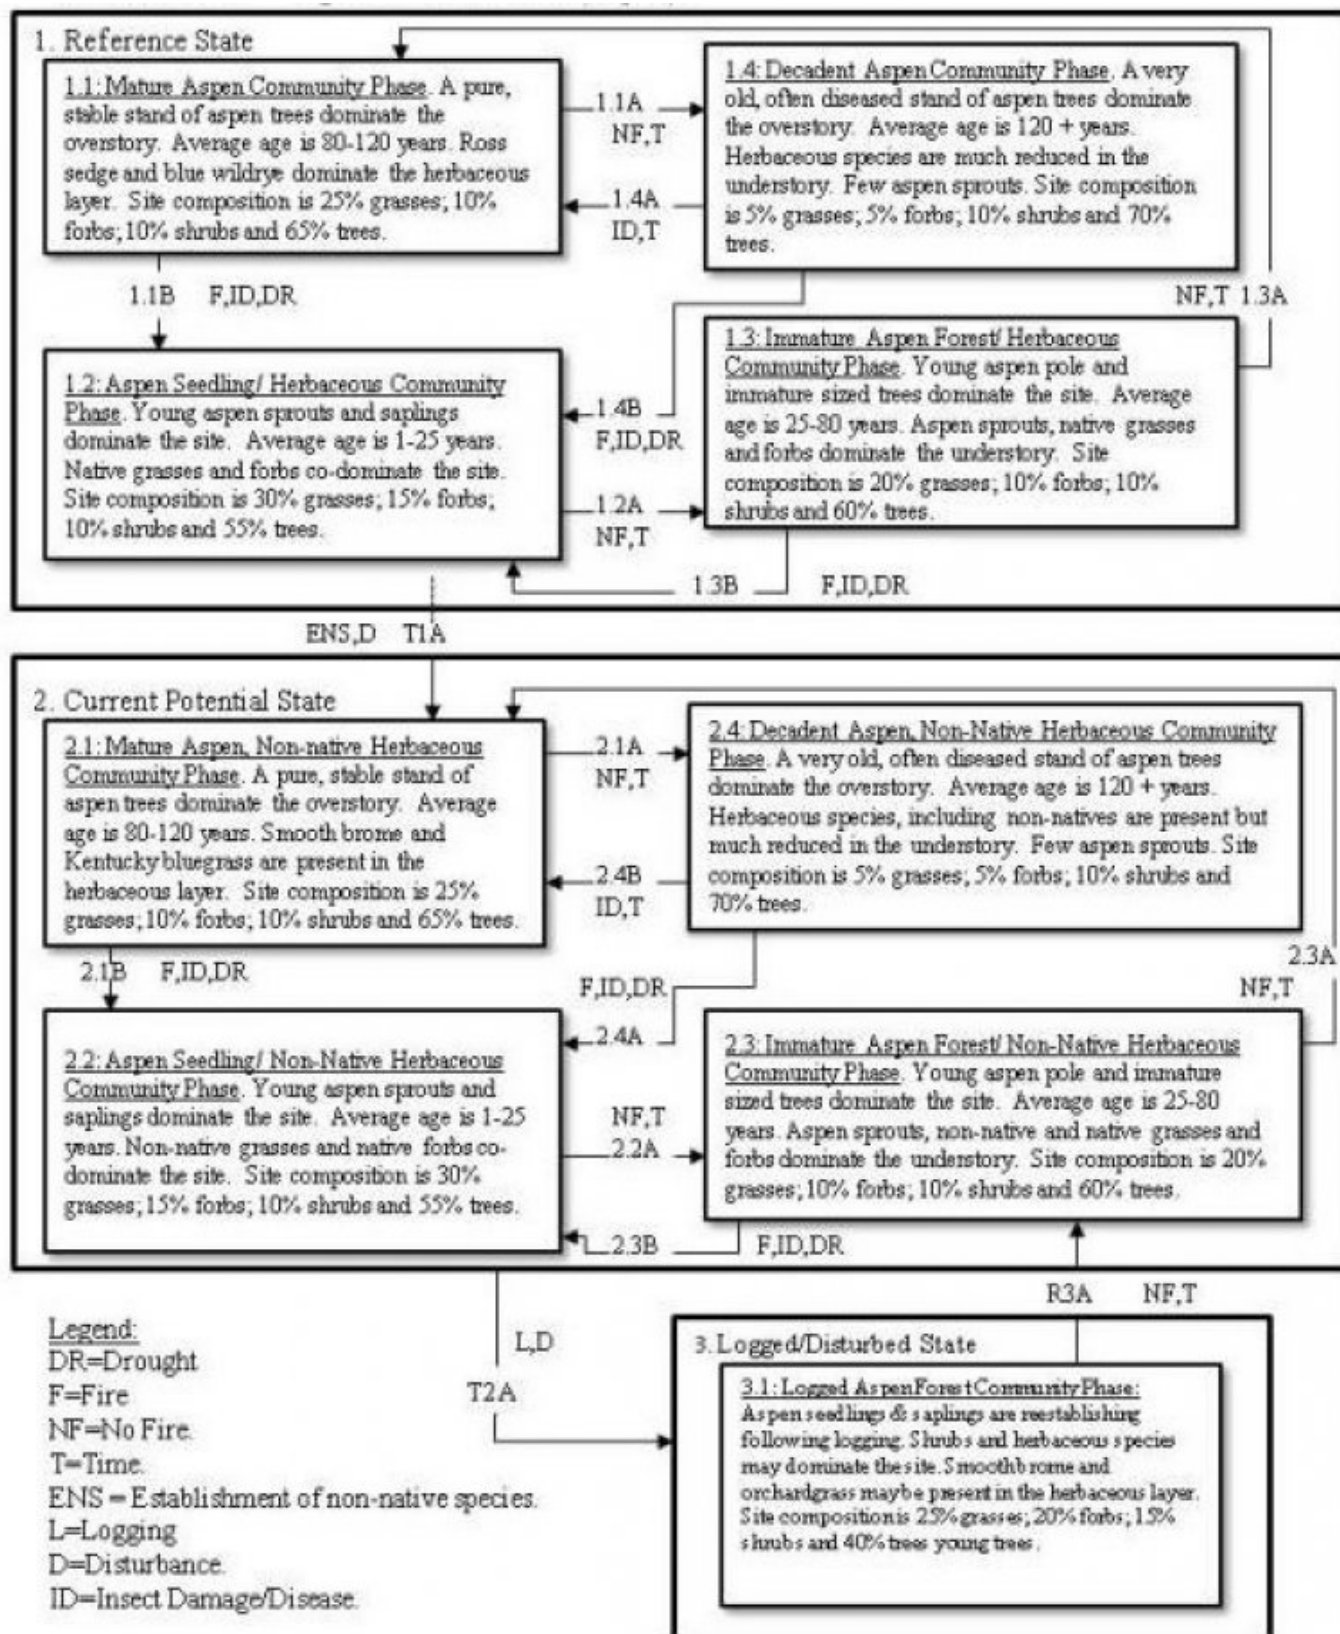 1. Reference State
1.1: Mature Aspen Community Phase. A pure,
stable stand of aspen trees dominate the
overstory. Average age is 80-120 years. Ross
sedge and blue wildrye dominate the herbaceous
layer. Site composition is 25% grasses; 10%
forbs; 10% shrubs and 65% trees.
1.1A
NF,T
1.4A
ID,T
1.4: Decadent Aspen Community Phase. A very
old, often diseased stand of aspen trees dominate
the overstory. Average age is 120 + years.
Herbaceous species are much reduced in the
understory. Few aspen sprouts. Site composition
is 5% grasses; 5% forbs; 10% shrubs and 70%
trees.
1.1B F,ID,DR
NF,T 1.3A
1.2: Aspen Seedling/ Herbaceous Community
Phase. Young aspen sprouts and saplings
dominate the site. Average age is 1-25 years.
Native grasses and forbs co-dominate the site.
Site composition is 30% grasses; 15% forbs;
10% shrubs and 55% trees.
1.4B
F,ID,DR
1.2A
NF,T
1.3: Immature Aspen Forest/ Herbaceous
Community Phase. Young aspen pole and
immature sized trees dominate the site. Average
age is 25-80 years. Aspen sprouts, native grasses
and forbs dominate the understory. Site
composition is 20% grasses; 10% forbs; 10%
shrubs and 60% trees.
1.3B F,ID,DR
ENS,D T1A
2. Current Potential State
2.1: Mature Aspen, Non-native Herbaceous
Community Phase. A pure, stable stand of
aspen trees dominate the overstory. Average
age is 80-120 years. Smooth brome and
Kentucky bluegrass are present in the
herbaceous layer. Site composition is 25%
grasses; 10% forbs; 10% shrubs and 65% trees.
2.1A
NF,T
2.4B
ID,T
2.4: Decadent Aspen, Non-Native Herbaceous Community
Phase. A very old, often diseased stand of aspen trees
dominate the overstory. Average age is 120 + years.
Herbaceous species, including non-natives are present but
much reduced in the understory. Few aspen sprouts. Site
composition is 5% grasses; 5% forbs; 10% shrubs and
70% trees.
2.1B F,ID,DR
F,ID,DR
2.4A
2.3A
NF,T
2.2: Aspen Seedling/ Non-Native Herbaceous
Community Phase. Young aspen sprouts and
saplings dominate the site. Average age is 1-25
years. Non-native grasses and native forbs co-
dominate the site. Site composition is 30%
grasses; 15% forbs; 10% shrubs and 55% trees.
NF,T
2.2A
2.3: Immature Aspen Forest/ Non-Native Herbaceous
Community Phase. Young aspen pole and immature
sized trees dominate the site. Average age is 25-80
years. Aspen sprouts, non-native and native grasses and
forbs dominate the understory. Site composition is 20%
grasses; 10% forbs; 10% shrubs and 60% trees.
2.3B F,ID,DR
R3A NF,T
L,D
T2A
Legend:
DR=Drought
F=Fire
NF=No Fire.
T=Time.
ENS = Establishment of non-native species.
L=Logging
D=Disturbance.
ID=Insect Damage/Disease.
3. Logged/Disturbed State
3.1: Logged Aspen Forest Community Phase:
Aspen seedlings & saplings are reestablishing
following logging. Shrubs and herbaceous species
may dominate the site. Smooth brome and
orchardgrass may be present in the herbaceous layer.
Site composition is 25% grasses; 20% forbs; 15%
shrubs and 40% trees young trees.